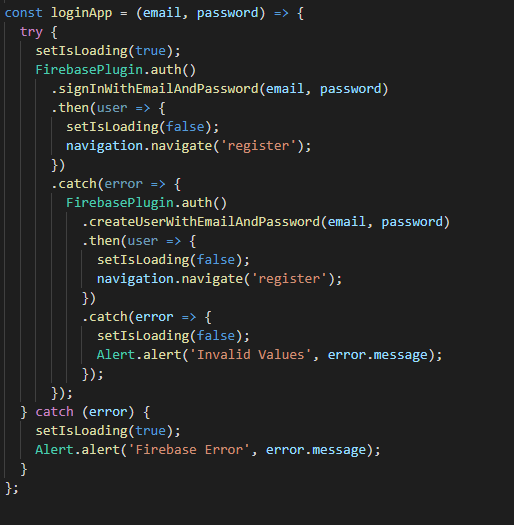 const loginApp = (email, password) => {
  try {
    setIsLoading(true);
    FirebasePlugin.auth()
      .signInWithEmailAndPassword(email, password)
      .then(user => {
        setIsLoading(false);
        navigation.navigate('register');
      })
      .catch(error => {
        FirebasePlugin.auth()
          .createUserWithEmailAndPassword(email, password)
          .then(user => {
            setIsLoading(false);
            navigation.navigate('register');
          })
          .catch(error => {
            setIsLoading(false);
            Alert.alert('Invalid Values', error.message);
          });
      });
  } catch (error) {
    setIsLoading(true);
    Alert.alert('Firebase Error', error.message);
  }
};